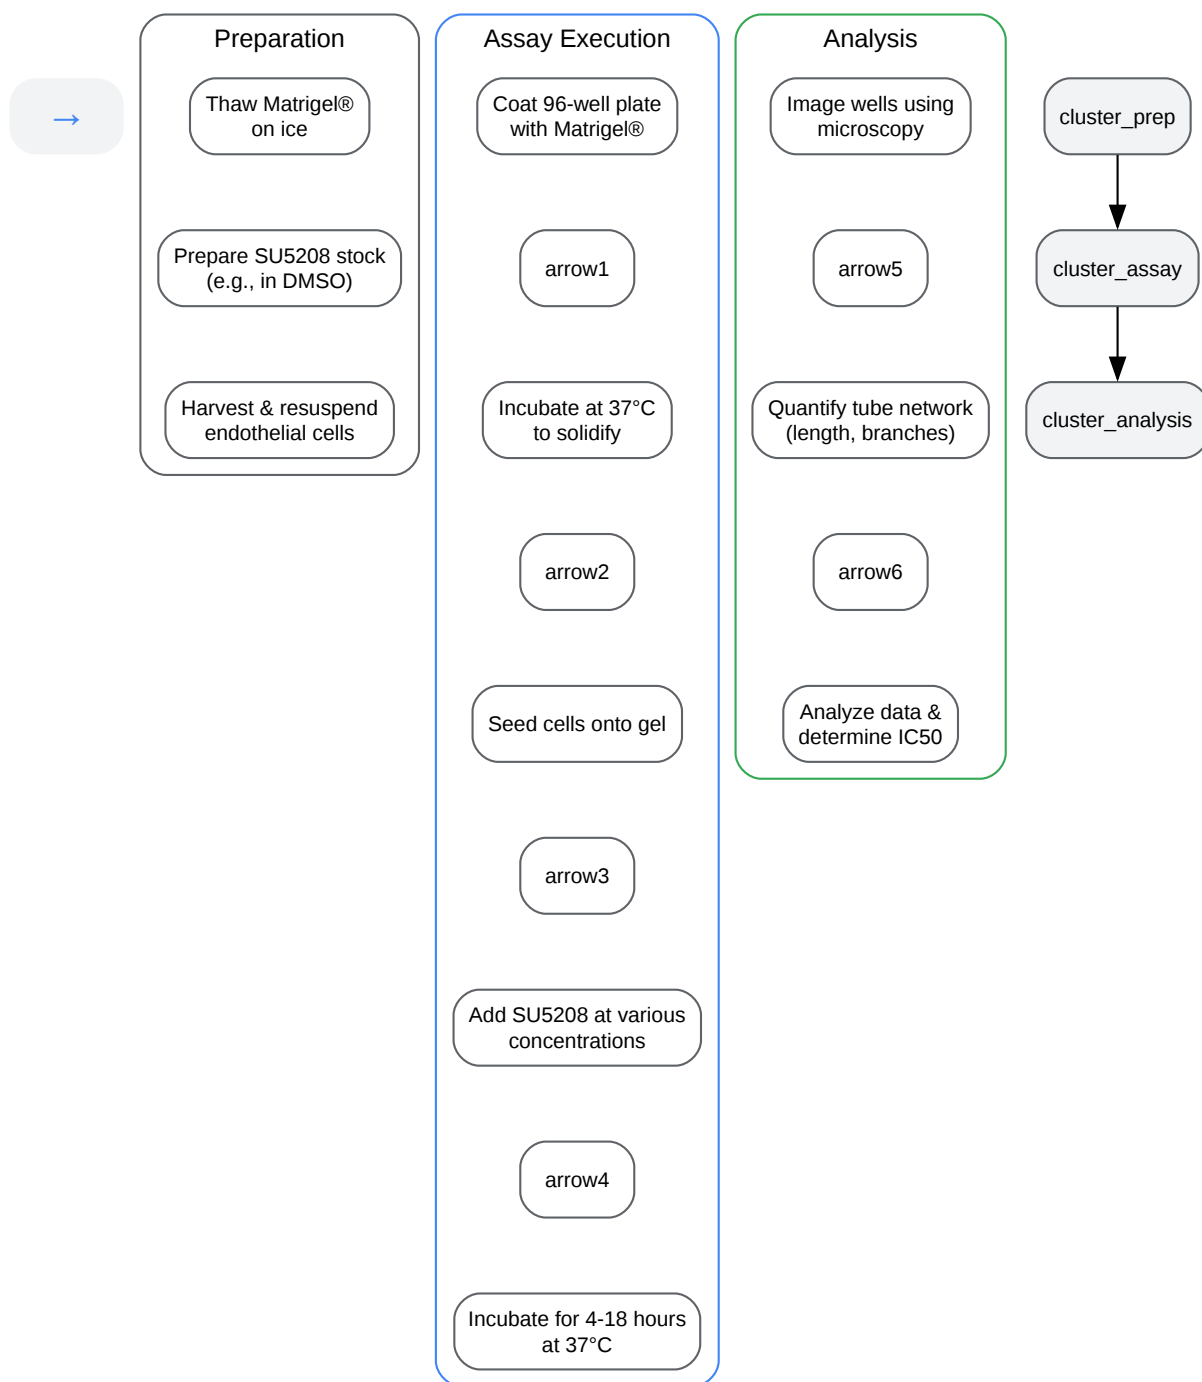 →
Preparation
Thaw Matrigel®
on ice
Prepare SU5208 stock
(e.g., in DMSO)
Harvest & resuspend
endothelial cells
Assay Execution
Coat 96-well plate
with Matrigel®
arrow1
Incubate at 37°C
to solidify
arrow2
Seed cells onto gel
arrow3
Add SU5208 at various
concentrations
arrow4
Incubate for 4-18 hours
at 37°C
Analysis
Image wells using
microscopy
arrow5
Quantify tube network
(length, branches)
arrow6
Analyze data &
determine IC50
cluster_prep
cluster_assay
cluster_analysis